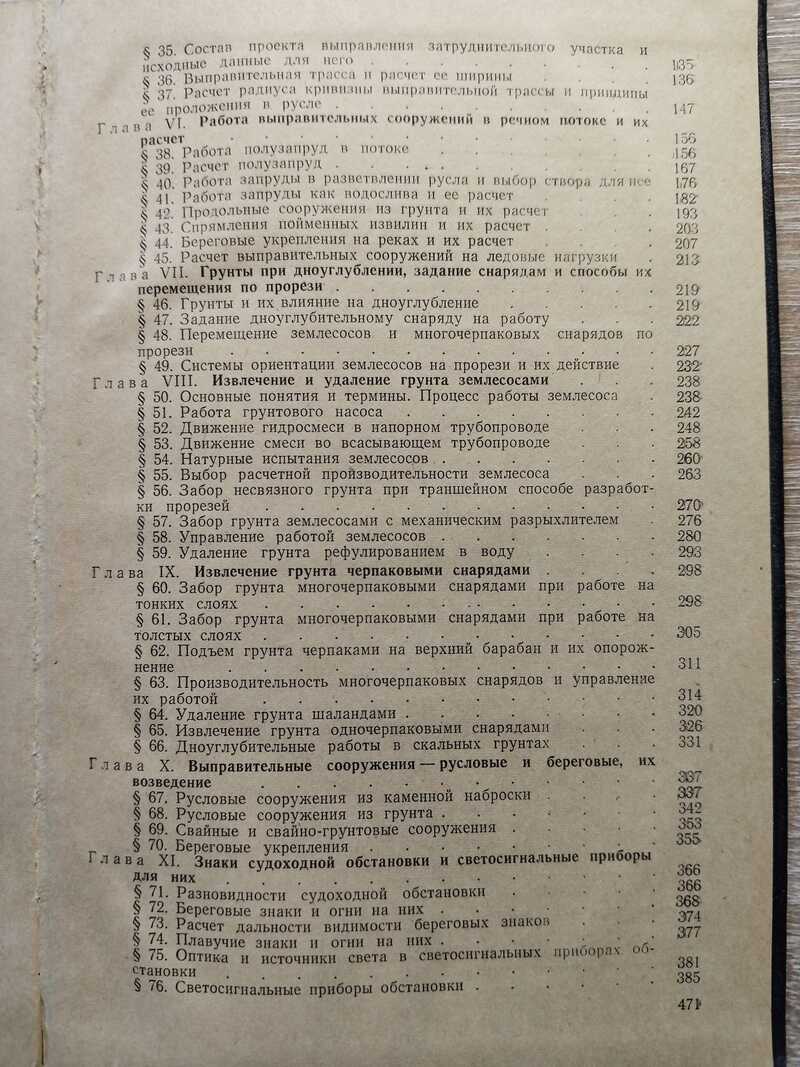 § 35. Состав проекта выправления затруднительного участка и
исходные данные для него . . . . . . . . . . 135
§ 36. Выправительная трасса и расчет ее ширины . . . . 136
§ 37. Расчет радиуса кривизны выправительной трассы и принципы
ее проложения в русле . . . . . . . . . . . 147
Глава VI. Работа выправительных сооружений в речном потоке и их
расчет . . . . . . . . . . . . . . 156
§ 38. Работа полузапруд в потоке . . . . . . . 156
§ 39. Расчет полузапруд . . . . . . . . . . 167
§ 40. Работа запруды в разветвлении русла и выбор створа для нее 176
§ 41. Работа запруды как водослива и ее расчет . . . . 182
§ 42. Продольные сооружения из грунта и их расчет . . . 193
§ 43. Спрямления пойменных извилин и их расчет . . . . 203
§ 44. Береговые укрепления на реках и их расчет . . . . 207
§ 45. Расчет выправительных сооружений на ледовые нагрузки . 213
Глава VII. Грунты при дноуглублении, задание снарядам и способы их
перемещения по прорези . . . . . . . . . . . 219
§ 46. Грунты и их влияние на дноуглубление . . . . . 219
§ 47. Задание дноуглубительному снаряду на работу . . . 222
§ 48. Перемещение землесосов и многочерпаковых снарядов по
прорези . . . . . . . . . . . . . . 227
§ 49. Системы ориентации землесосов на прорези и их действие . 232
Глава VIII. Извлечение и удаление грунта землесосами . . . 238
§ 50. Основные понятия и термины. Процесс работы землесоса . 238
§ 51. Работа грунтового насоса . . . . . . . . 242
§ 52. Движение гидросмеси в напорном трубопроводе . . . 248
§ 53. Движение смеси во всасывающем трубопроводе . . . 258
§ 54. Натурные испытания землесосов . . . . . . . 260
§ 55. Выбор расчетной производительности землесоса . . . 263
§ 56. Забор несвязного грунта при траншейном способе разработ-
ки прорезей . . . . . . . . . . . . . 270
§ 57. Забор грунта землесосами с механическим разрыхлителем . 276
§ 58. Управление работой землесосов . . . . . . . 280
§ 59. Удаление грунта рефулированием в воду . . . . 293
Глава IX. Извлечение грунта черпаковыми снарядами . . . . 298
§ 60. Забор грунта многочерпаковыми снарядами при работе на
тонких слоях . . . . . . . . . . . . . 298
§ 61. Забор грунта многочерпаковыми снарядами при работе на
толстых слоях . . . . . . . . . . . . . 305
§ 62. Подъем грунта черпаками на верхний барабан и их опорож-
нение . . . . . . . . . . . . . . 311
§ 63. Производительность многочерпаковых снарядов и управление
их работой . . . . . . . . . . . . . 314
§ 64. Удаление грунта шаландами . . . . . . . . 320
§ 65. Извлечение грунта одночерпаковыми снарядами . . . 326
§ 66. Дноуглубительные работы в скальных грунтах . . . 331
Глава X. Выправительные сооружения — русловые и береговые, их
возведение . . . . . . . . . . . . . 337
§ 67. Русловые сооружения из каменной наброски . . . . 337
§ 68. Русловые сооружения из грунта . . . . . . . 342
§ 69. Свайные и свайно-грунтовые сооружения . . . . . 353
§ 70. Береговые укрепления . . . . . . . . . 355
Глава XI. Знаки судоходной обстановки и светосигнальные приборы
для них . . . . . . . . . . . . . . 366
§ 71. Разновидности судоходной обстановки . . . . . 366
§ 72. Береговые знаки и огни на них . . . . . . . 368
§ 73. Расчет дальности видимости береговых знаков . . . 374
§ 74. Плавучие знаки и огни на них . . . . . . . 377
§ 75. Оптика и источники света в светосигнальных приборах об-
становки . . . . . . . . . . . . . . 381
§ 76. Светосигнальные приборы обстановки . . . . . . 385
471